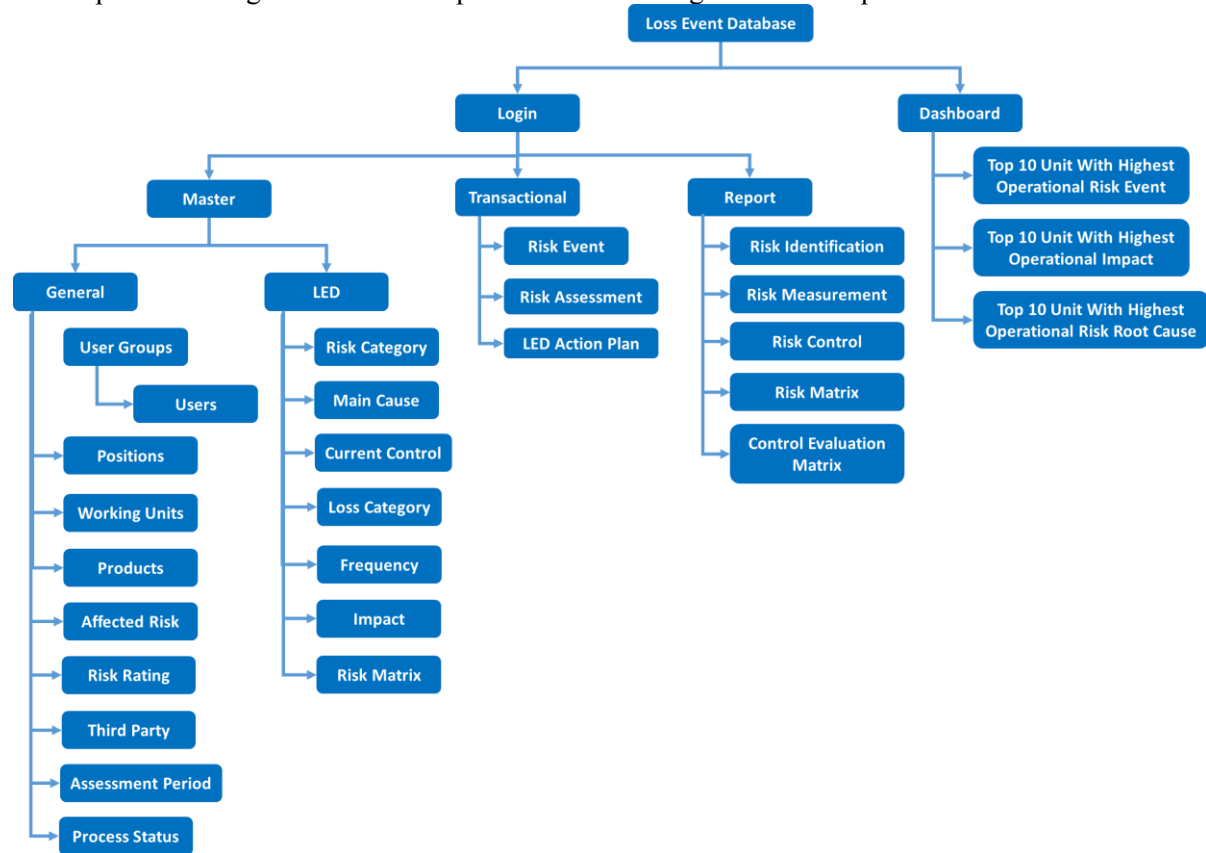 Loss Event Database
Login
Dashboard
Master
Transactional
Report
Top 10 Unit With Highest
Operational Risk Event
Top 10 Unit With Highest
Operational Impact
Top 10 Unit With Highest
Operational Risk Root Cause
General
LED
Risk Event
Risk Assessment
LED Action Plan
Risk Identification
Risk Measurement
Risk Control
Risk Matrix
Control Evaluation
Matrix
User Groups
Users
Positions
Working Units
Products
Affected Risk
Risk Rating
Third Party
Assessment Period
Process Status
Risk Category
Main Cause
Current Control
Loss Category
Frequency
Impact
Risk Matrix